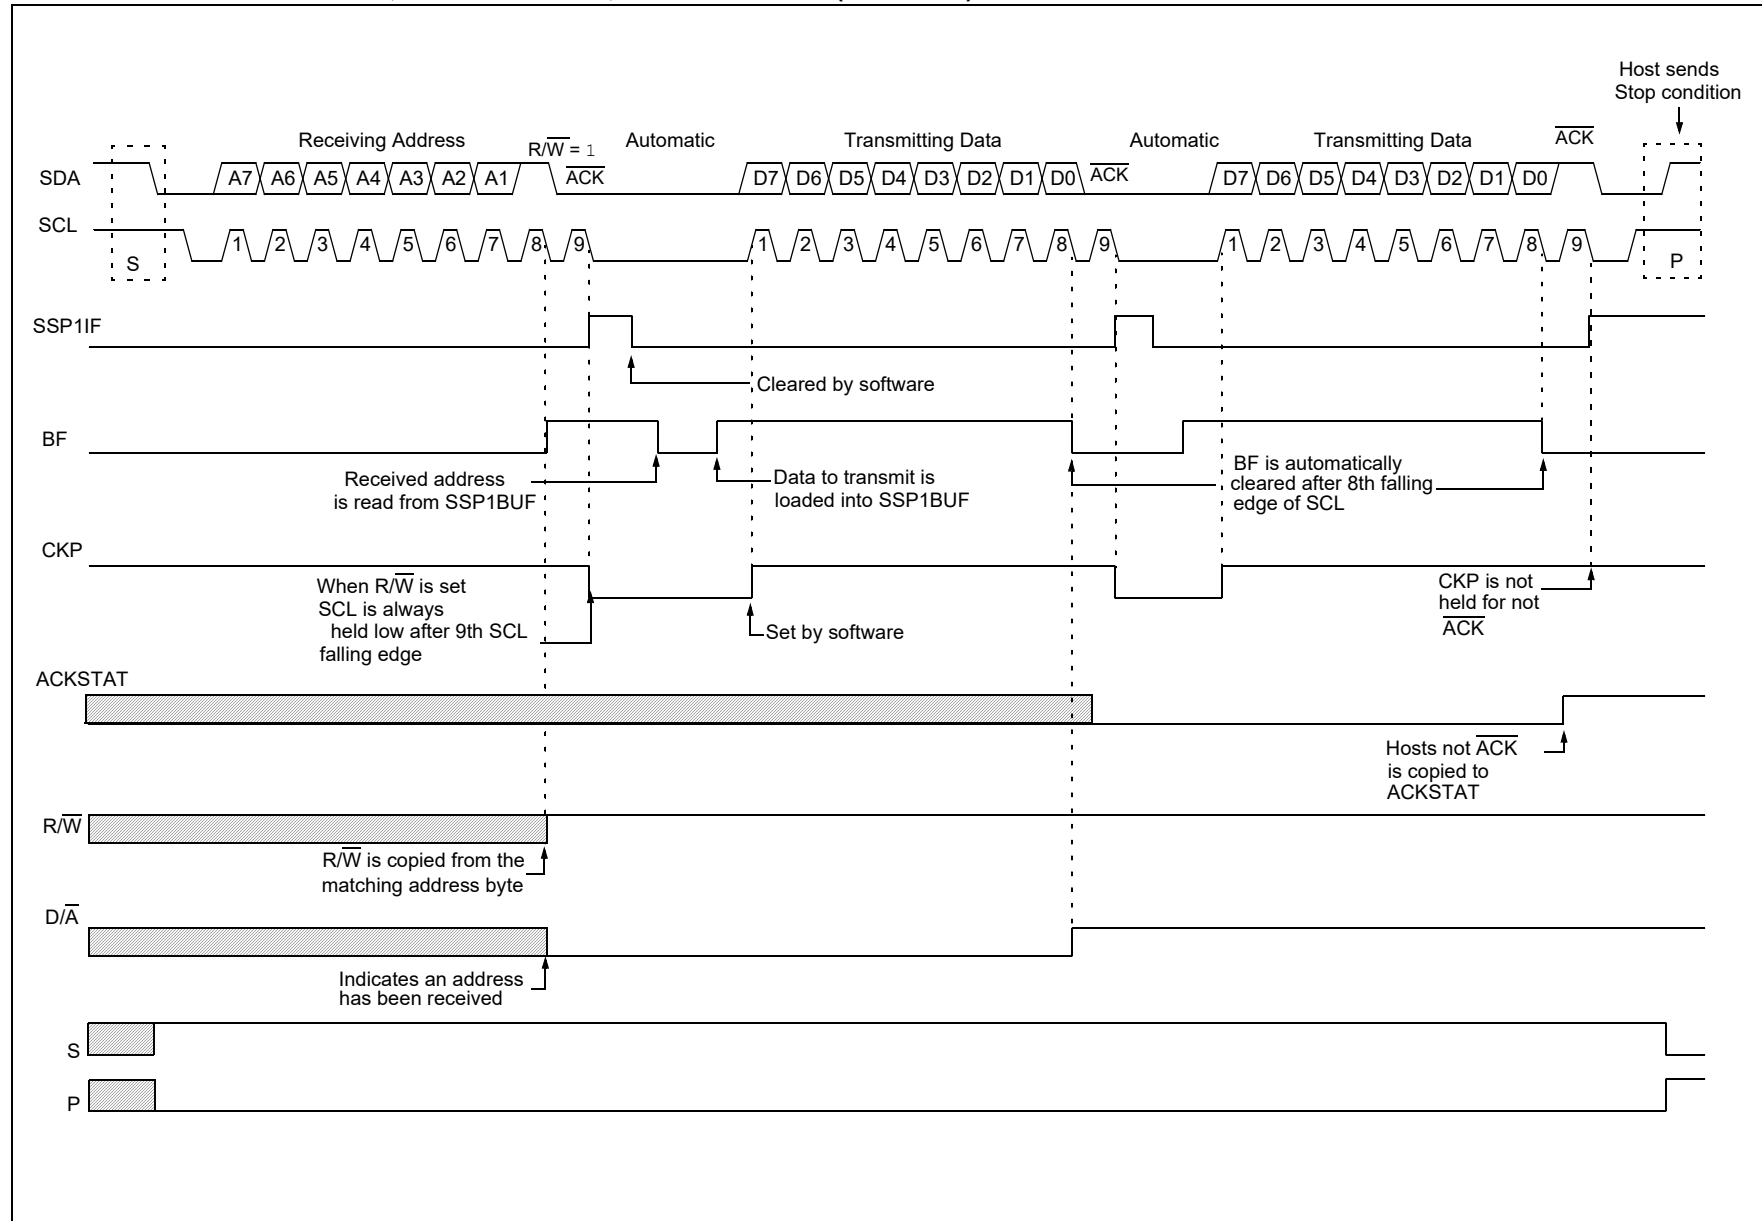 Host sends
Stop condition
Receiving Address
R/W̅ = 1
Automatic
Transmitting Data
Automatic
Transmitting Data
A̅C̅K̅
SDA
A7 A6 A5 A4 A3 A2 A1
A̅C̅K̅
D7 D6 D5 D4 D3 D2 D1 D0
A̅C̅K̅
D7 D6 D5 D4 D3 D2 D1 D0
SCL
1 2 3 4 5 6 7 8 9
1 2 3 4 5 6 7 8 9
1 2 3 4 5 6 7 8 9
S
P
SSP1IF
Cleared by software
BF
Received address
is read from SSP1BUF
Data to transmit is
loaded into SSP1BUF
BF is automatically
cleared after 8th falling
edge of SCL
CKP
When R/W̅ is set
SCL is always
held low after 9th SCL
falling edge
Set by software
CKP is not
held for not
A̅C̅K̅
ACKSTAT
Hosts not A̅C̅K̅
is copied to
ACKSTAT
R/W̅
R/W̅ is copied from the
matching address byte
D/A̅
Indicates an address
has been received
S
P